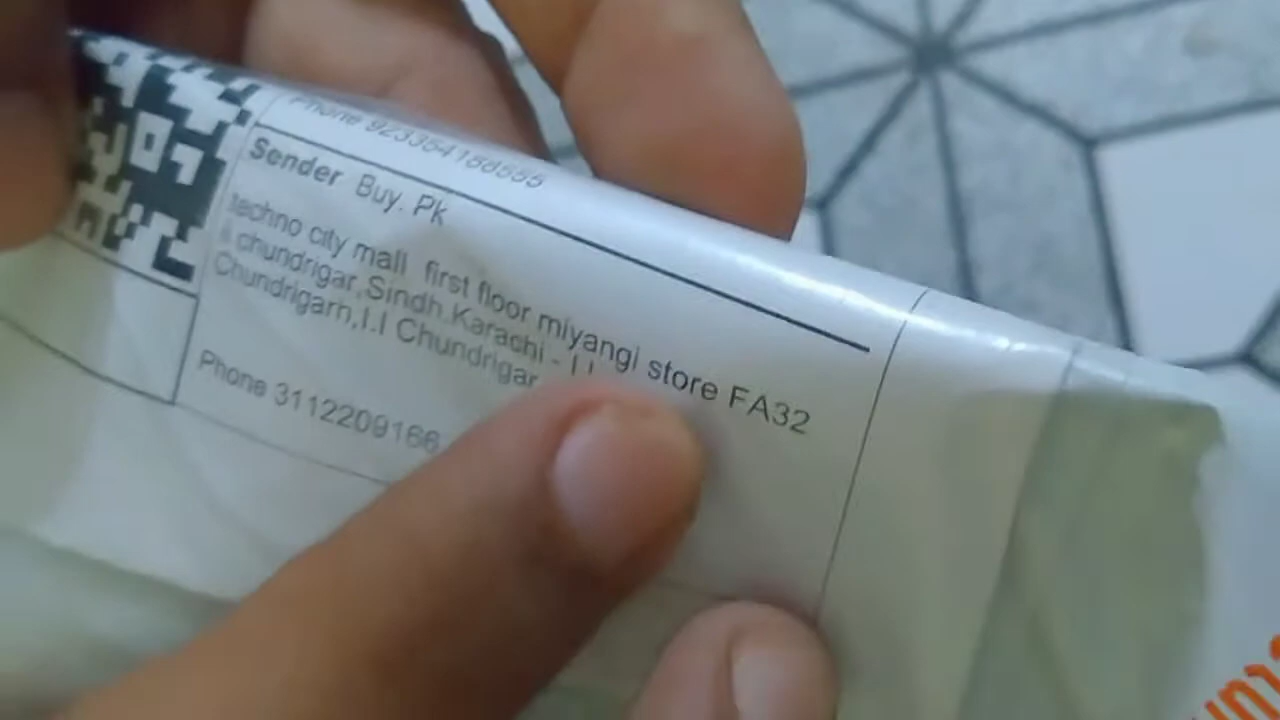 Phone 923354188555
Sender Buy. Pk
techno city mall first floor miyangi store FA32
chundrigar,Sindh,Karachi - I I
Chundrigarn,I.I Chundrigar
Phone 3112209166